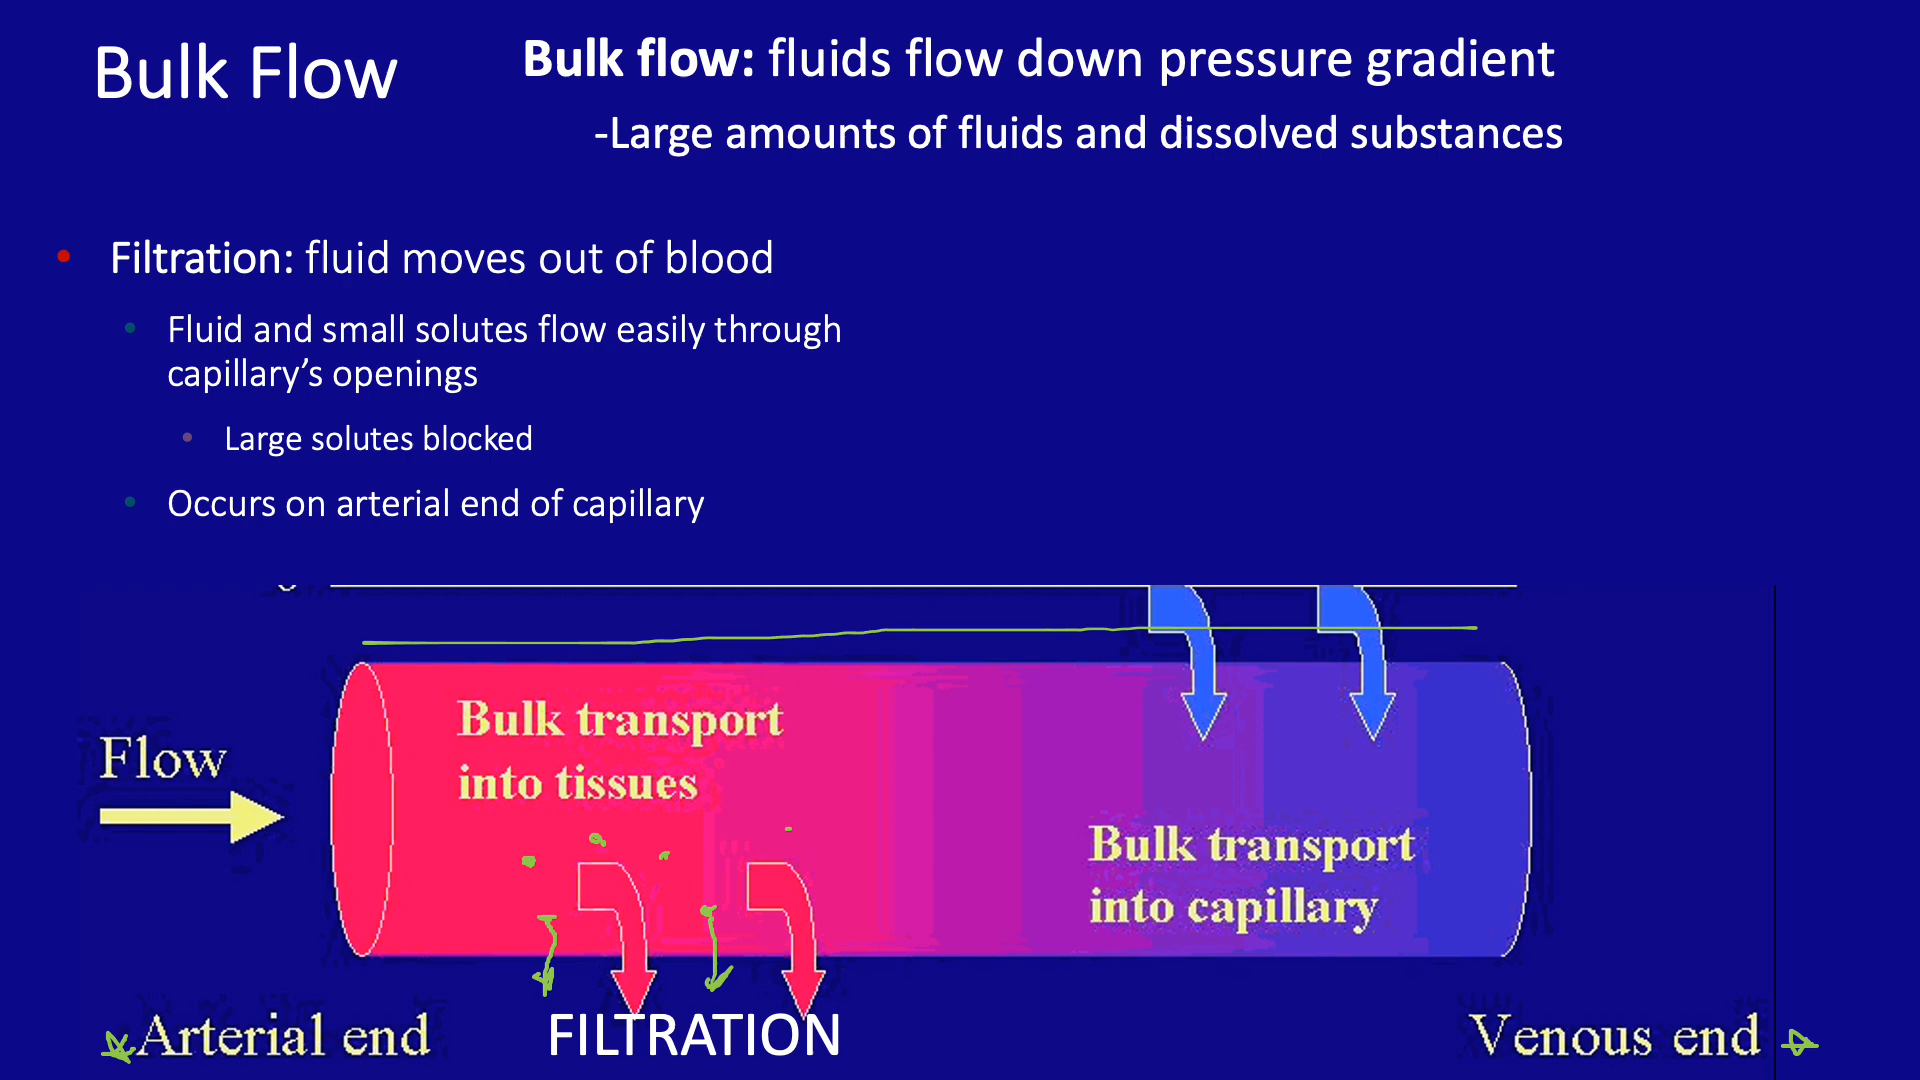 Bulk Flow
Bulk flow: fluids flow down pressure gradient
-Large amounts of fluids and dissolved substances
• Filtration: fluid moves out of blood
• Fluid and small solutes flow easily through
capillary’s openings
• Large solutes blocked
• Occurs on arterial end of capillary
Bulk transport
into tissues
Flow
Bulk transport
into capillary
Arterial end
FILTRATION
Venous end